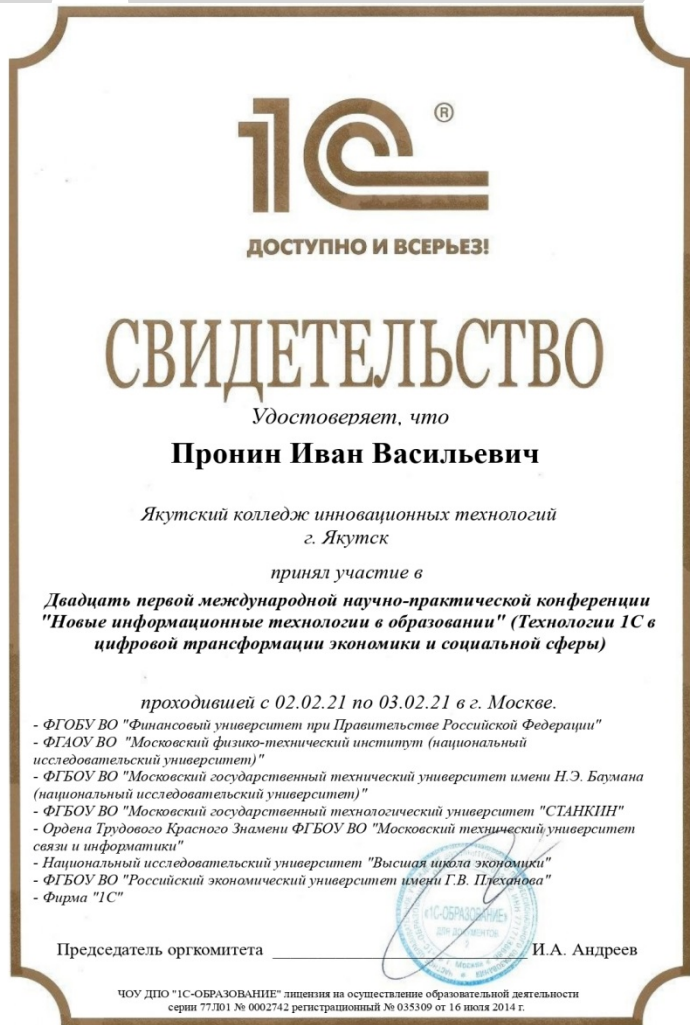 1С®
ДОСТУПНО И ВСЕРЬЕЗ!
СВИДЕТЕЛЬСТВО
Удостоверяет, что
Пронин Иван Васильевич
Якутский колледж инновационных технологий
г. Якутск
принял участие в
Двадцать первой международной научно-практической конференции
"Новые информационные технологии в образовании" (Технологии 1С в
цифровой трансформации экономики и социальной сферы)
проходившей с 02.02.21 по 03.02.21 в г. Москве.
- ФГОБУ ВО "Финансовый университет при Правительстве Российской Федерации"
- ФГАОУ ВО "Московский физико-технический институт (национальный
исследовательский университет)"
- ФГБОУ ВО "Московский государственный технический университет имени Н.Э. Баумана
(национальный исследовательский университет)"
- ФГБОУ ВО "Московский государственный технологический университет "СТАНКИН"
- Ордена Трудового Красного Знамени ФГБОУ ВО "Московский технический университет
связи и информатики"
- Национальный исследовательский университет "Высшая школа экономики"
- ФГБОУ ВО "Российский экономический университет имени Г.В. Плеханова"
- Фирма "1С"
«1С-ОБРАЗОВАНИЕ»
ДЛЯ ДОКУМЕНТОВ
2
Председатель оргкомитета И.А. Андреев
ЧОУ ДПО "1С-ОБРАЗОВАНИЕ" лицензия на осуществление образовательной деятельности
серии 77Л01 № 0002742 регистрационный № 035309 от 16 июля 2014 г.